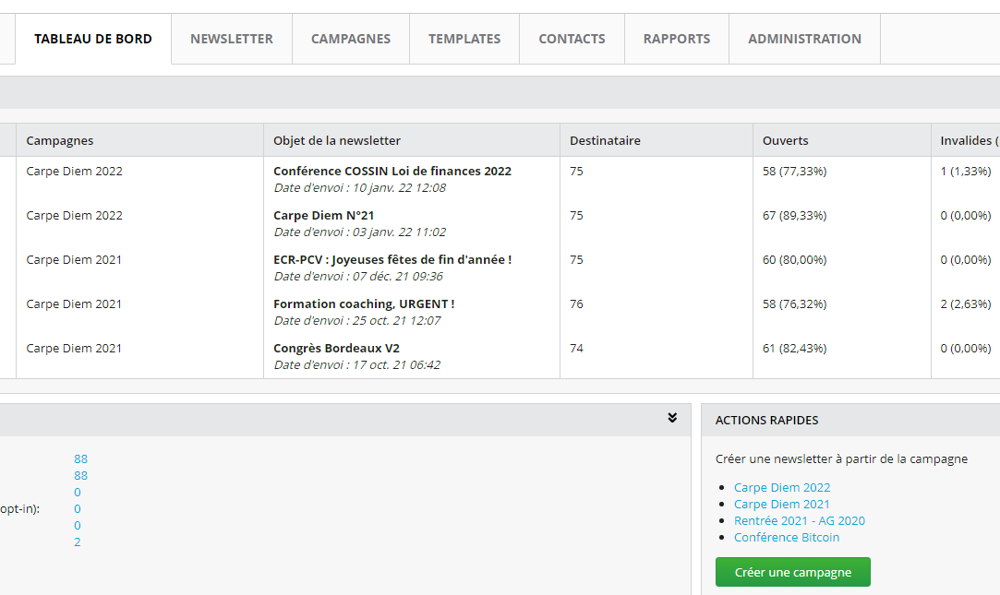 TABLEAU DE BORD NEWSLETTER CAMPAGNES TEMPLATES CONTACTS RAPPORTS ADMINISTRATION
Campagnes Objet de la newsletter Destinataire Ouverts Invalides (
Carpe Diem 2022 Conférence COSSIN Loi de finances 2022 75 58 (77,33%) 1 (1,33%)
Date d'envoi : 10 janv. 22 12:08
Carpe Diem 2022 Carpe Diem N°21 75 67 (89,33%) 0 (0,00%)
Date d'envoi : 03 janv. 22 11:02
Carpe Diem 2021 ECR-PCV : Joyeuses fêtes de fin d'année ! 75 60 (80,00%) 0 (0,00%)
Date d'envoi : 07 déc. 21 09:36
Carpe Diem 2021 Formation coaching, URGENT ! 76 58 (76,32%) 2 (2,63%)
Date d'envoi : 25 oct. 21 12:07
Carpe Diem 2021 Congrès Bordeaux V2 74 61 (82,43%) 0 (0,00%)
Date d'envoi : 17 oct. 21 06:42
88
88
0
opt-in): 0
0
2
ACTIONS RAPIDES
Créer une newsletter à partir de la campagne
Carpe Diem 2022
Carpe Diem 2021
Rentrée 2021 - AG 2020
Conférence Bitcoin
Créer une campagne